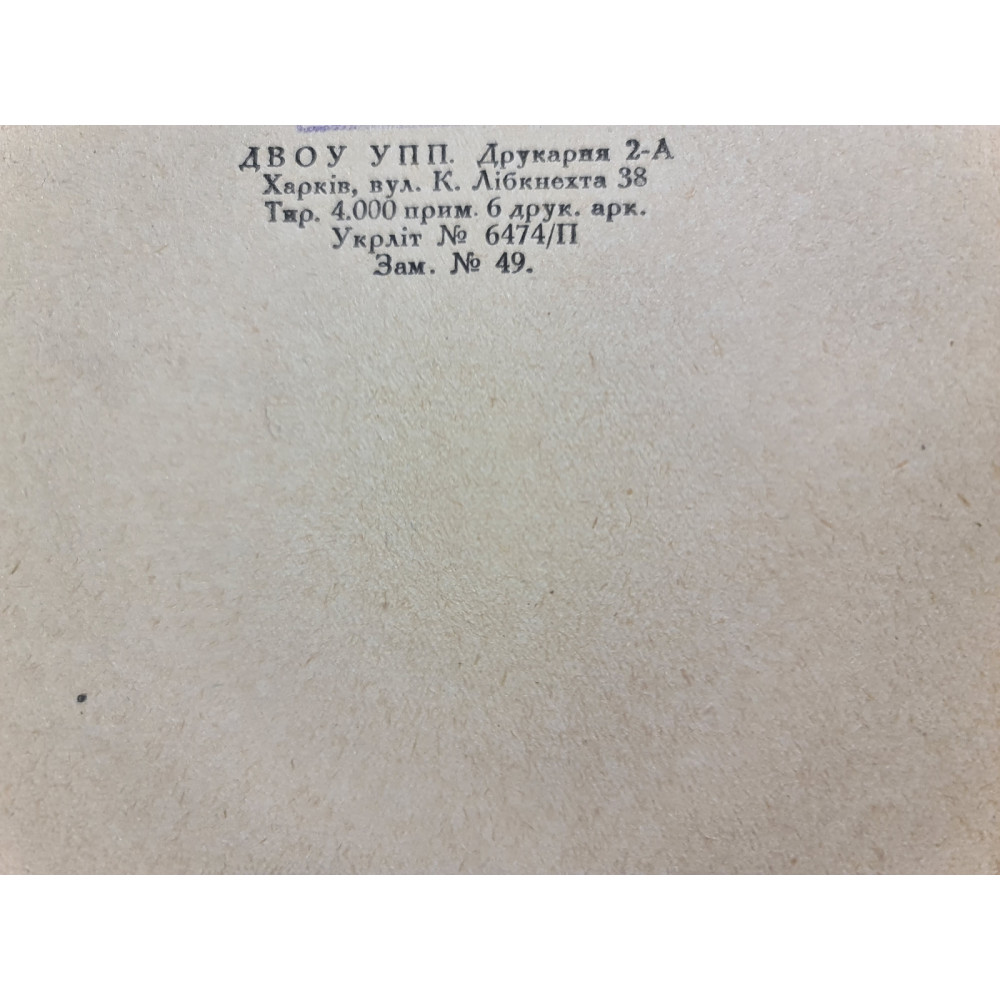 ДВОУ УПП. Друкарня 2-А
Харків, вул. К. Лібкнехта 38
Тир. 4.000 прим. 6 друк. арк.
Укрліт № 6474/П
Зам. № 49.